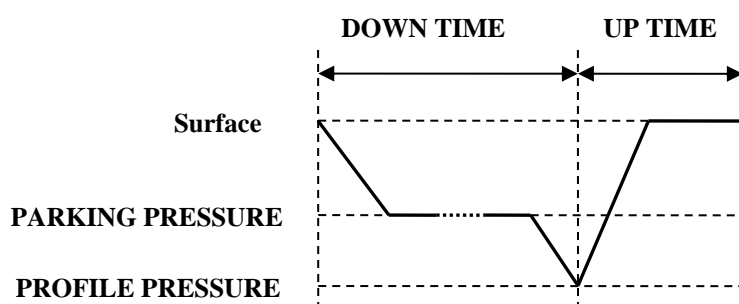 DOWN TIME UP TIME
Surface
PARKING PRESSURE
PROFILE PRESSURE